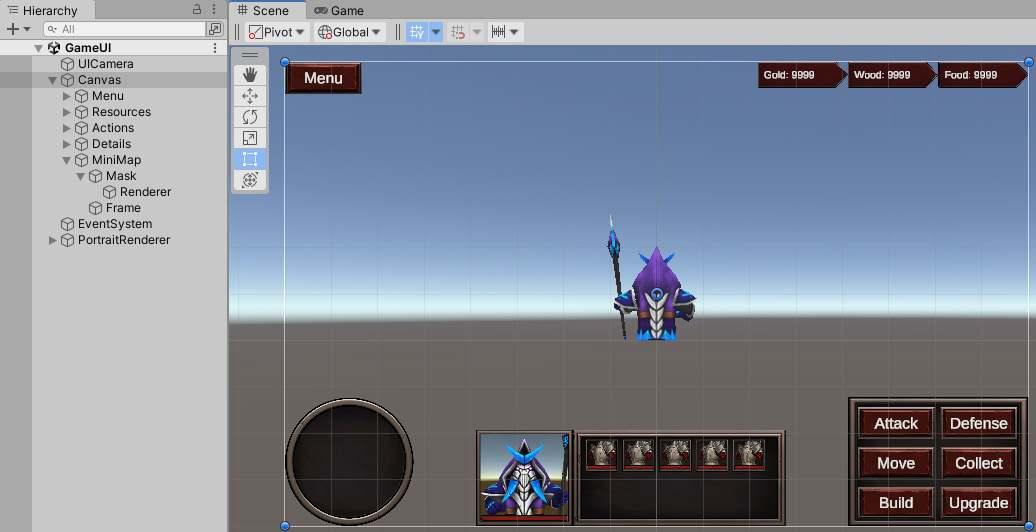 Hierarchy
All
GameUI
UICamera
Canvas
Menu
Resources
Actions
Details
MiniMap
Mask
Renderer
Frame
EventSystem
PortraitRenderer
Scene Game
Pivot Global
Menu
Gold: 9999 Wood: 9999 Food: 9999
Attack Defense
Move Collect
Build Upgrade